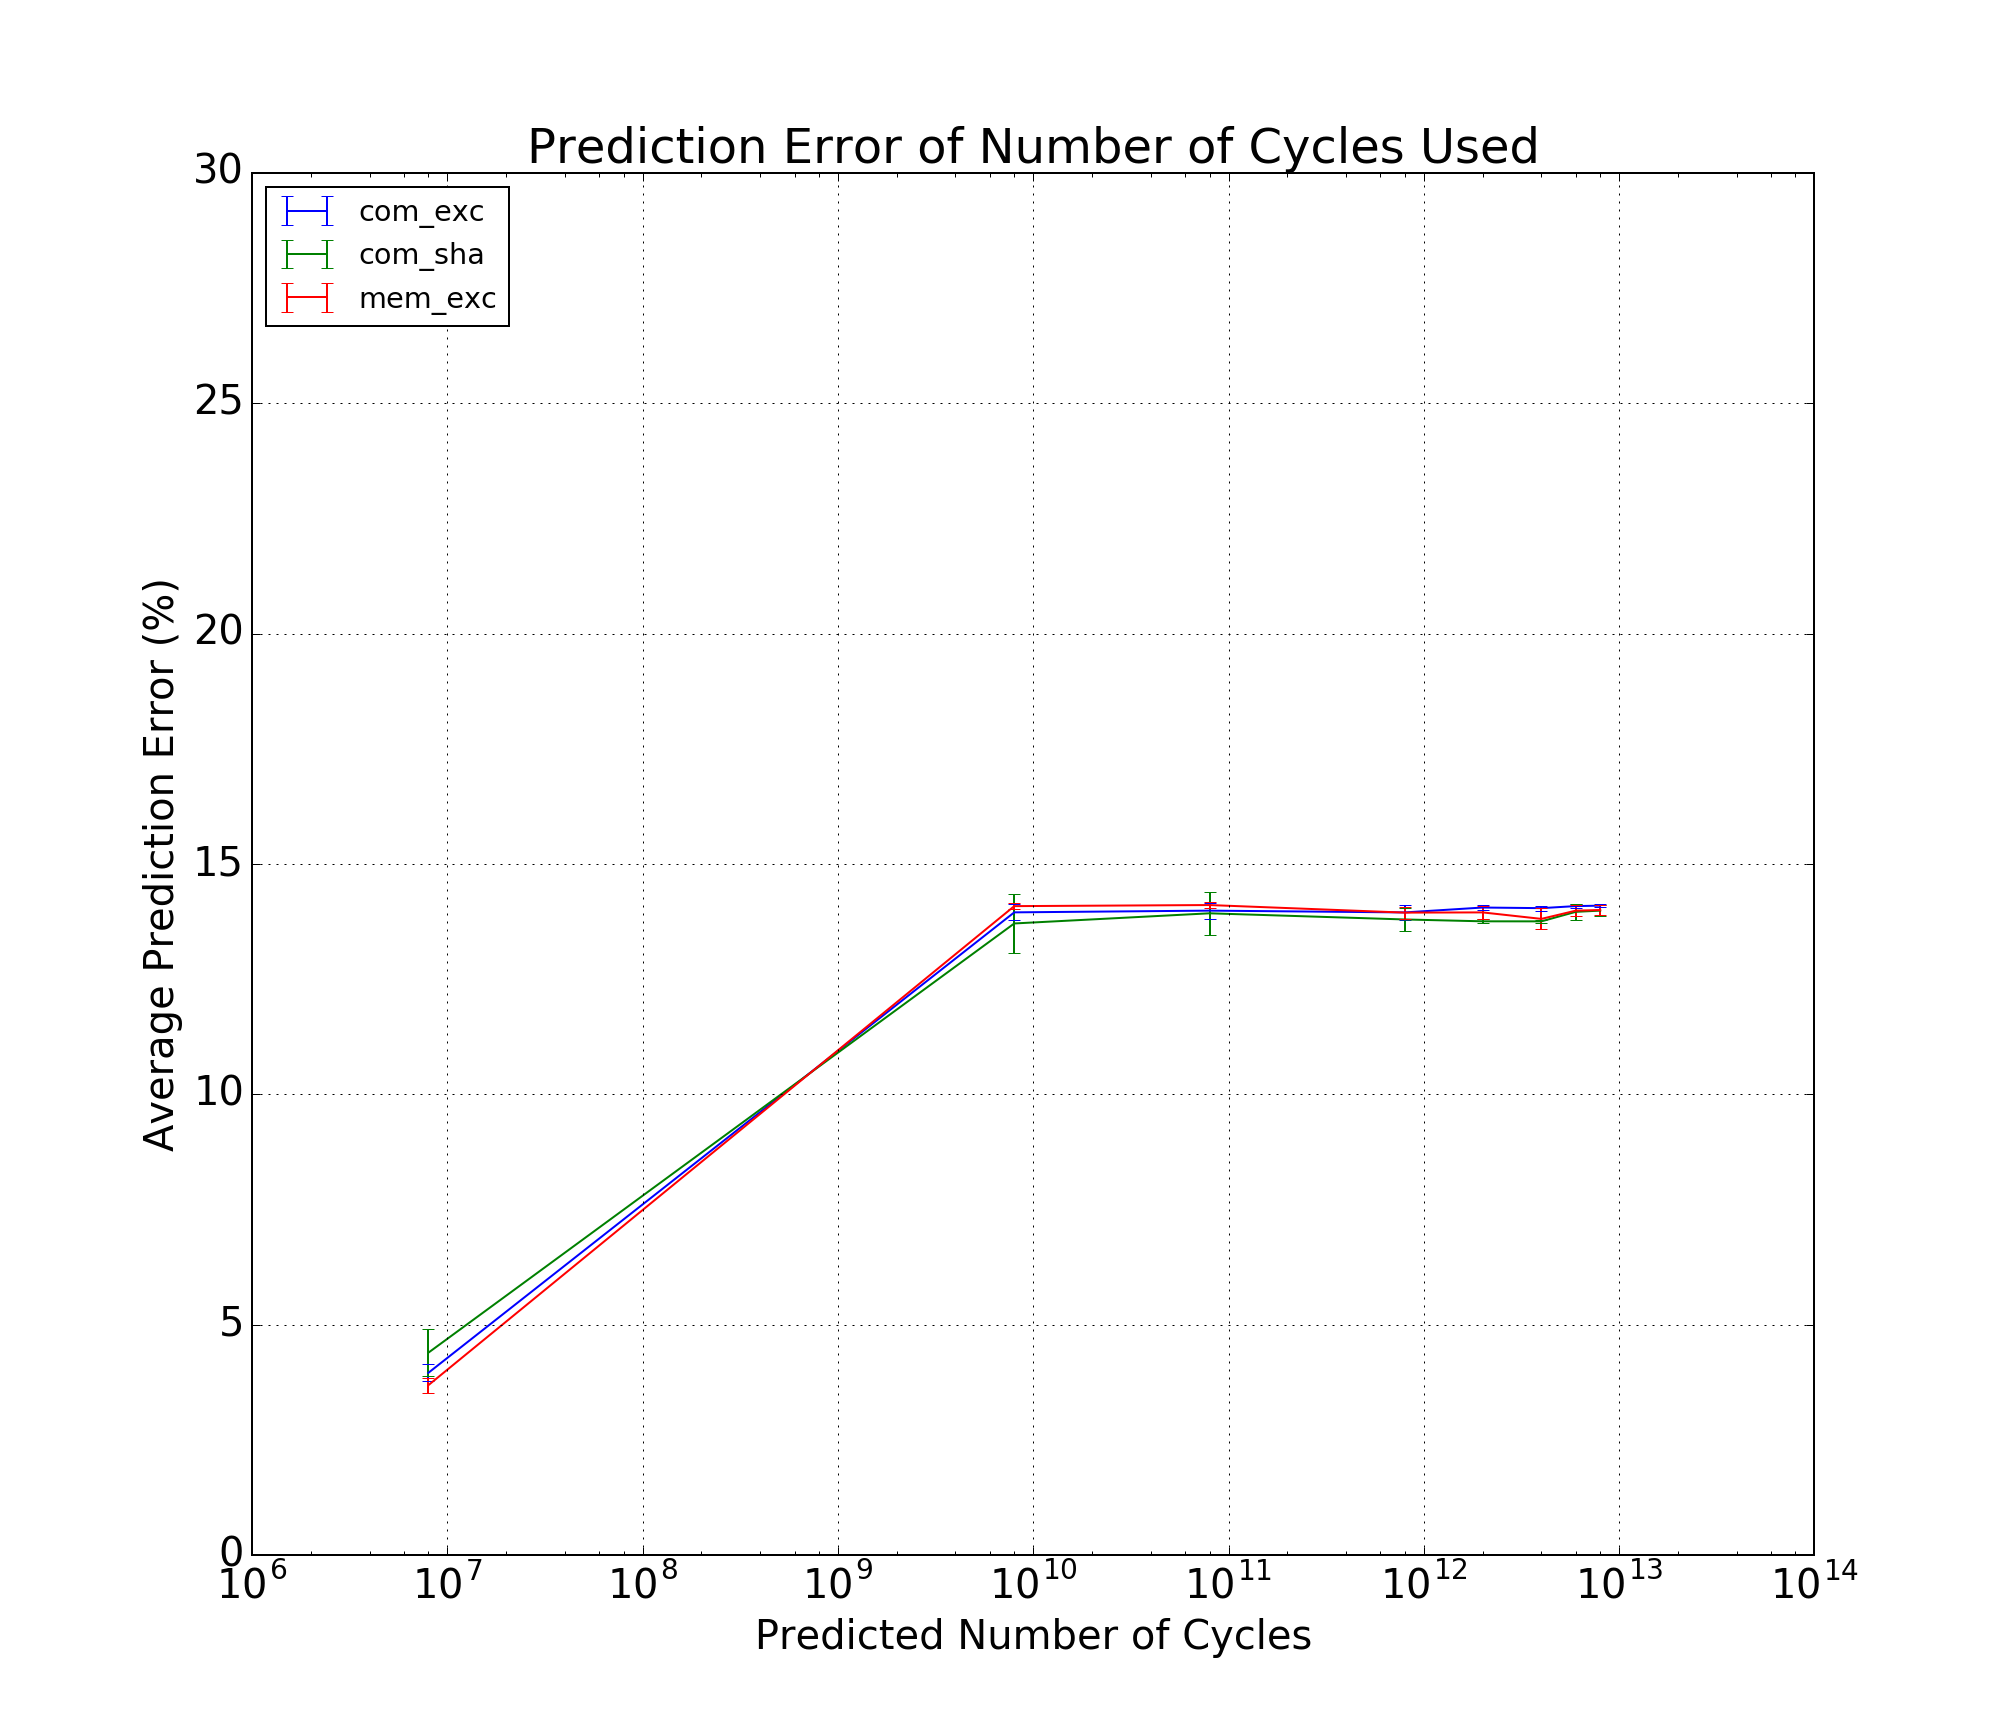 Prediction Error of Number of Cycles Used
com_exc
com_sha
mem_exc
Average Prediction Error (%)
30
25
20
15
10
5
0
10^6 10^7 10^8 10^9 10^10 10^11 10^12 10^13 10^14
Predicted Number of Cycles